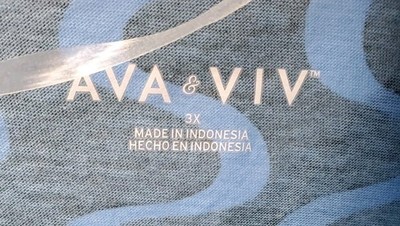 AVA & VIV™
3X
MADE IN INDONESIA
HECHO EN INDONESIA